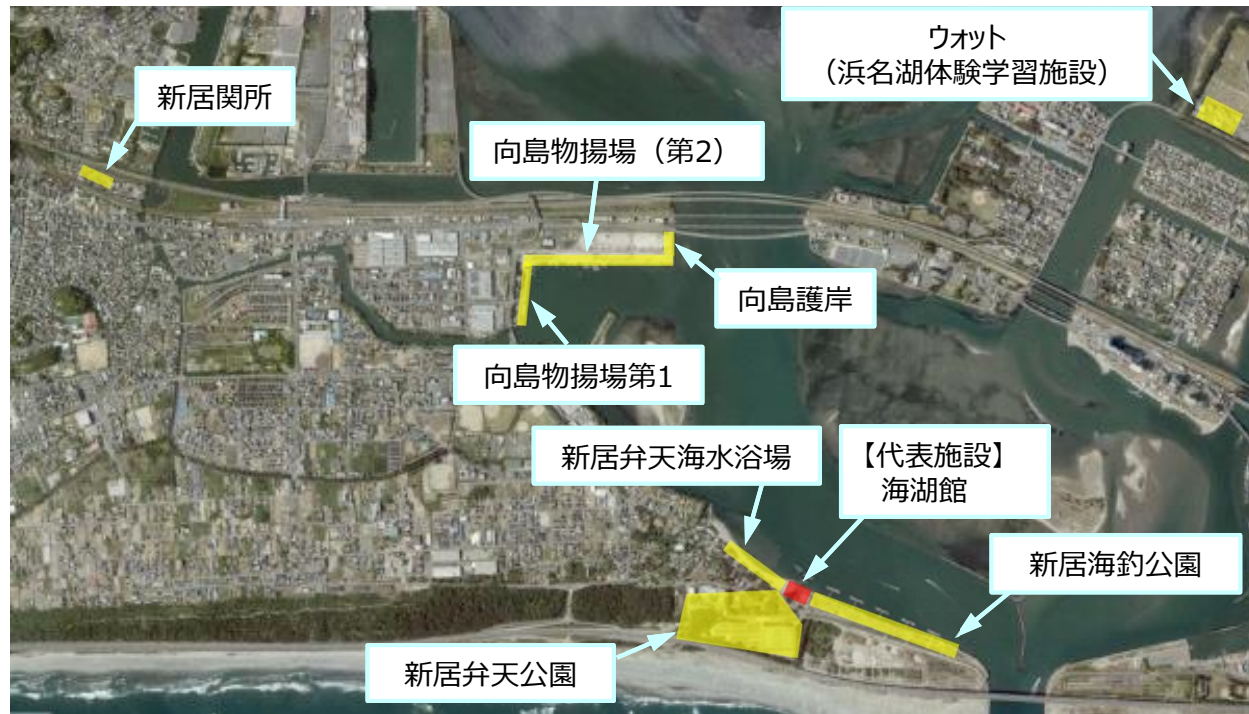 ウォット
（浜名湖体験学習施設）
新居関所
向島物揚場（第2）
向島護岸
向島物揚場第1
新居弁天海水浴場
【代表施設】
海湖館
新居海釣公園
新居弁天公園